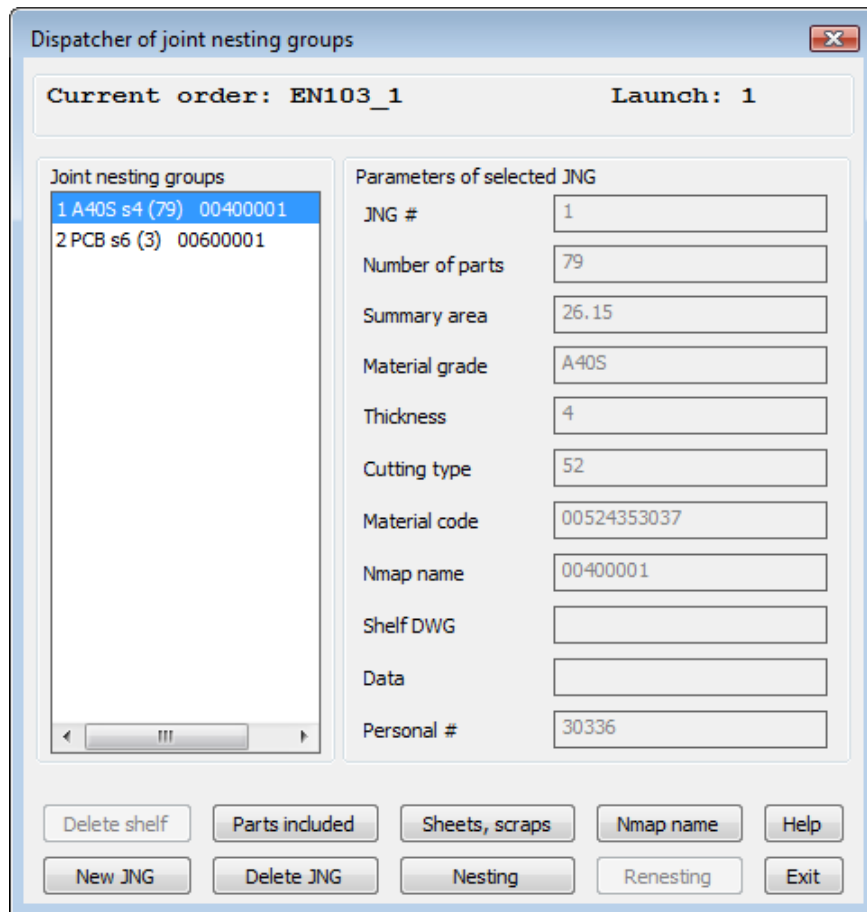 Dispatcher of joint nesting groups
Current order: EN103_1 Launch: 1
Joint nesting groups
1 A40S s4 (79) 00400001
2 PCB s6 (3) 00600001
Parameters of selected JNG
JNG # 1
Number of parts 79
Summary area 26.15
Material grade A40S
Thickness 4
Cutting type 52
Material code 00524353037
Nmap name 00400001
Shelf DWG
Data
Personal # 30336
Delete shelf Parts included Sheets, scraps Nmap name Help
New JNG Delete JNG Nesting Renesting Exit